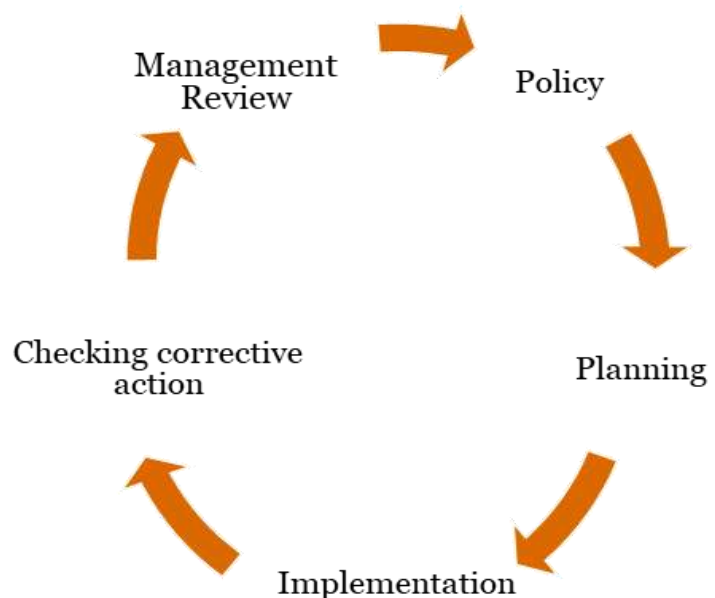 Management
Review
Policy
Planning
Implementation
Checking corrective
action